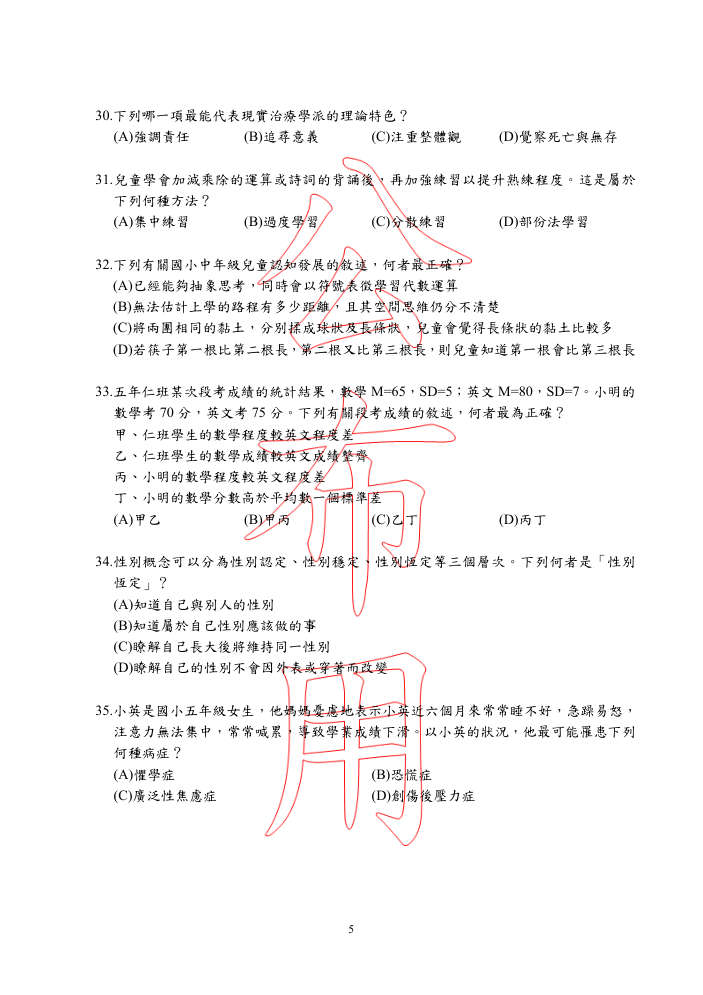 30.下列哪一項最能代表現實治療學派的理論特色？
(A)強調責任 (B)追尋意義 (C)注重整體觀 (D)覺察死亡與無存
31.兒童學會加減乘除的運算或詩詞的背誦後，再加強練習以提升熟練程度。這是屬於
下列何種方法？
(A)集中練習 (B)過度學習 (C)分散練習 (D)部份法學習
32.下列有關國小中年級兒童認知發展的敘述，何者最正確？
(A)已經能夠抽象思考，同時會以符號表徵學習代數運算
(B)無法估計上學的路程有多少距離，且其空間思維仍分不清楚
(C)將兩團相同的黏土，分別揉成球狀及長條狀，兒童會覺得長條狀的黏土比較多
(D)若筷子第一根比第二根長，第二根又比第三根長，則兒童知道第一根會比第三根長
33.五年仁班某次段考成績的統計結果，數學 M=65，SD=5；英文 M=80，SD=7。小明的
數學考 70 分，英文考 75 分。下列有關段考成績的敘述，何者最為正確？
甲、仁班學生的數學程度較英文程度差
乙、仁班學生的數學成績較英文成績整齊
丙、小明的數學程度較英文程度差
丁、小明的數學分數高於平均數一個標準差
(A)甲乙 (B)甲丙 (C)乙丁 (D)丙丁
34.性別概念可以分為性別認定、性別穩定、性別恆定等三個層次。下列何者是「性別
恆定」？
(A)知道自己與別人的性別
(B)知道屬於自己性別應該做的事
(C)瞭解自己長大後將維持同一性別
(D)瞭解自己的性別不會因外表或穿著而改變
35.小英是國小五年級女生，他媽媽憂慮地表示小英近六個月來常常睡不好，急躁易怒，
注意力無法集中，常常喊累，導致學業成績下滑。以小英的狀況，他最可能罹患下列
何種病症？
(A)懼學症 (B)恐慌症
(C)廣泛性焦慮症 (D)創傷後壓力症
公布用
5